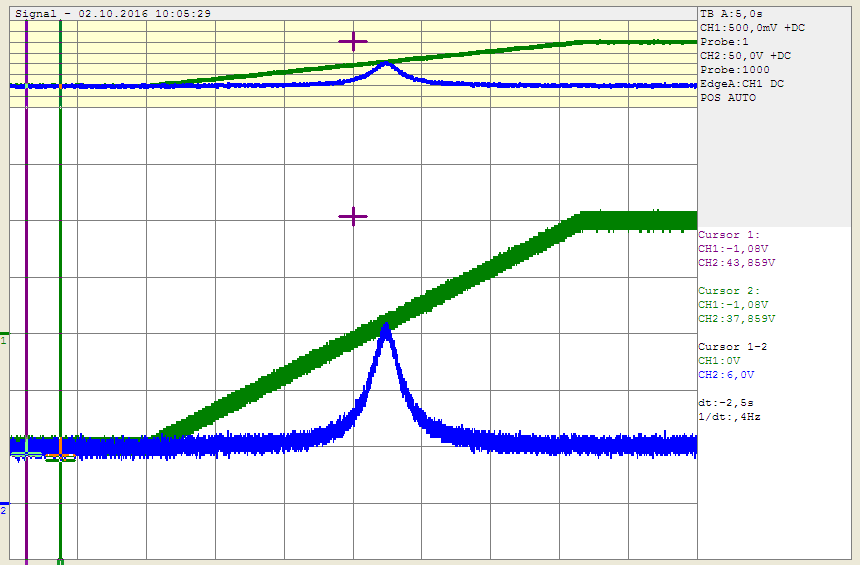 Signal - 02.10.2016 10:05:29
TB A:5,0s
CH1:500,0mV +DC
Probe:1
CH2:50,0V +DC
Probe:1000
EdgeA:CH1 DC
POS AUTO
Cursor 1:
CH1:-1,08V
CH2:43,859V
Cursor 2:
CH1:-1,08V
CH2:37,859V
Cursor 1-2
CH1:0V
CH2:6,0V
dt:-2,5s
1/dt:,4Hz
1
2